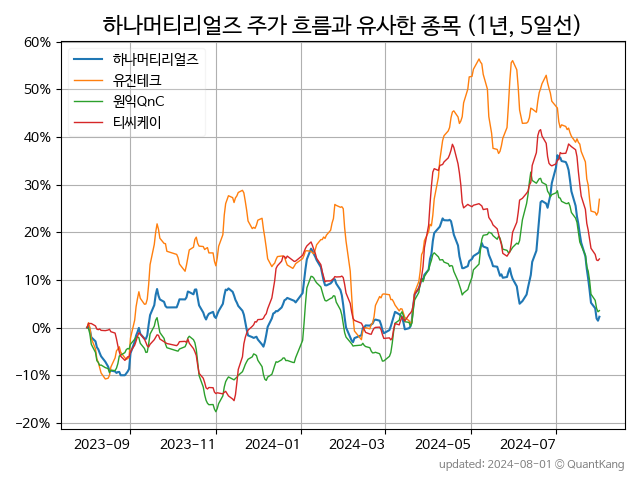 하나머티리얼즈 주가 흐름과 유사한 종목 (1년, 5일선)
60%
50%
40%
30%
20%
10%
0%
−10%
−20%
하나머티리얼즈
유진테크
원익QnC
티씨케이
2023-09
2023-11
2024-01
2024-03
2024-05
2024-07
updated: 2024-08-01 © QuantKang